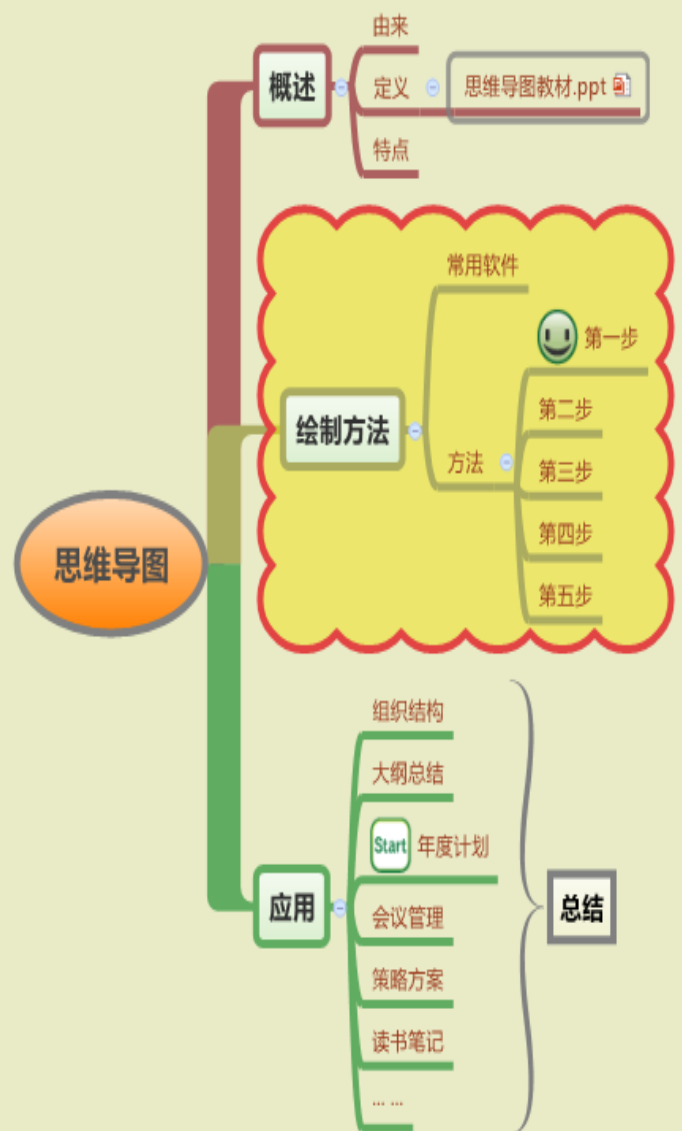 思维导图
概述
由来
定义
思维导图教材.ppt
特点
绘制方法
常用软件
方法
第一步
第二步
第三步
第四步
第五步
应用
组织结构
大纲总结
Start 年度计划
会议管理
策略方案
读书笔记
... ...
总结